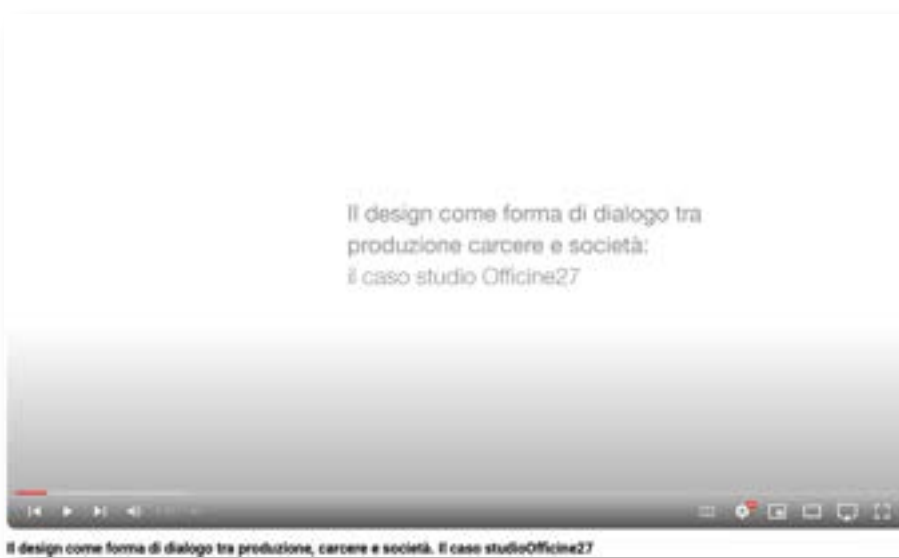 Il design come forma di dialogo tra
produzione carcere e società:
il caso studio Officine27
Il design come forma di dialogo tra produzione, carcere e società. Il caso studioOfficine27